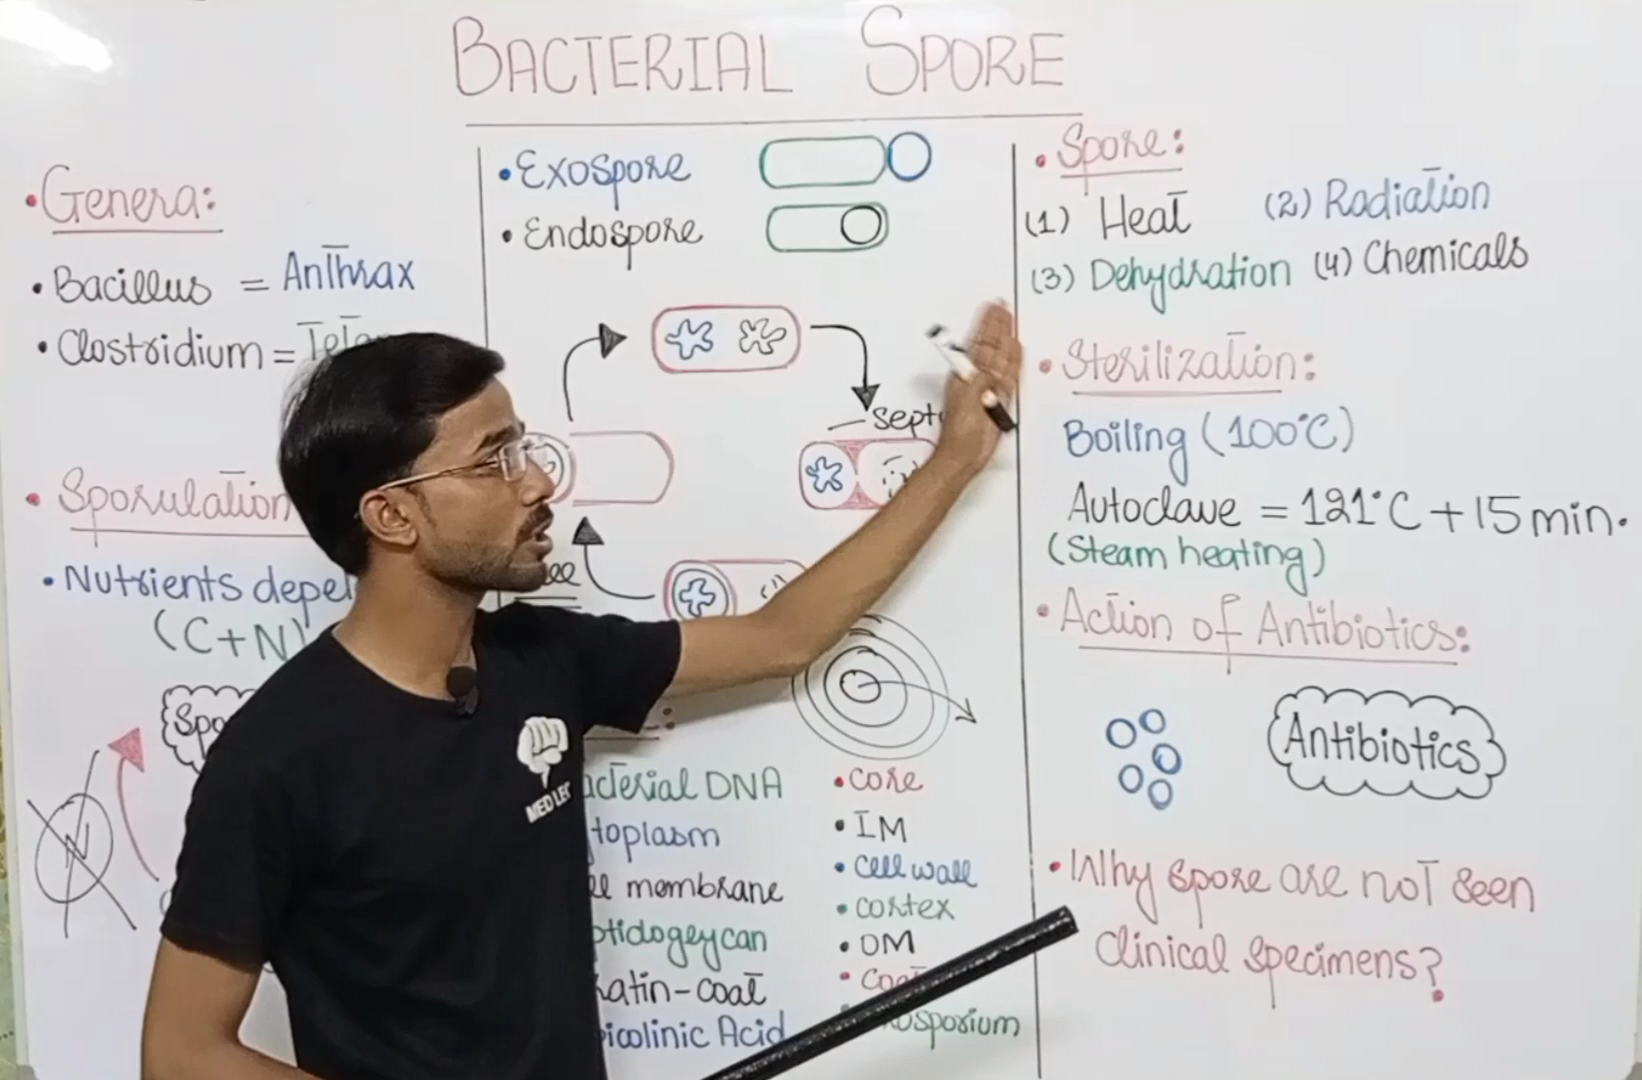 BACTERIAL SPORE
• Genera:
• Bacillus = Anthrax
• Clostridium =
• Sporulation
• Nutrients
(C+N)
N
• Exospore
• Endospore
DNA
membrane
Acid
• core
• IM
• cell wall
• cortex
• OM
MEDLEC
• Spore:
(1) Heat (2) Radiation
(3) Dehydration (4) Chemicals
• Sterilization:
Boiling (100°C)
Autoclave = 121°C + 15 min.
(Steam heating)
• Action of Antibiotics:
Antibiotics
• Why spore are not seen
clinical specimens?